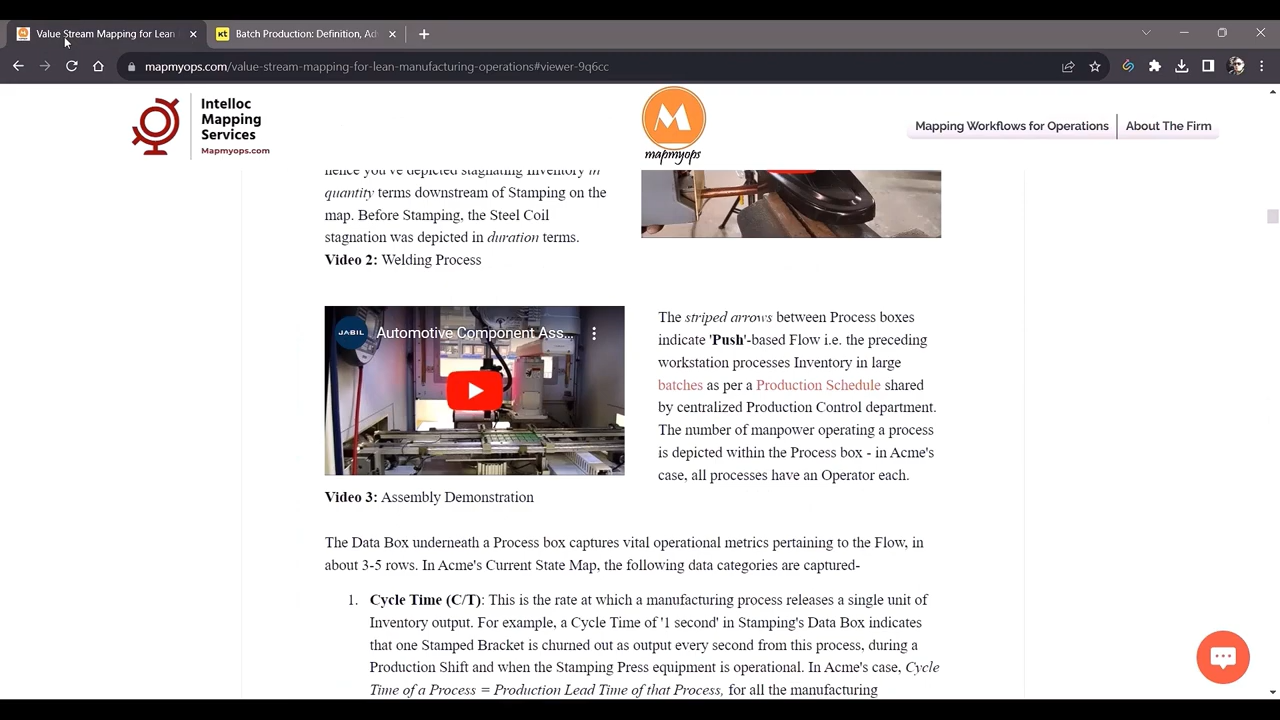 Value Stream Mapping for Lean
Batch Production: Definition, Ad
mapmyops.com/value-stream-mapping-for-lean-manufacturing-operations#viewer-9q6cc
Intelloc
Mapping
Services
Mapmyops.com
M
mapmyops
Mapping Workflows for Operations
About The Firm
hence you've depicted stagnating Inventory in
quantity terms downstream of Stamping on the
map. Before Stamping, the Steel Coil
stagnation was depicted in duration terms.
Video 2: Welding Process
JABIL
Automotive Component Ass...
Video 3: Assembly Demonstration
The striped arrows between Process boxes
indicate 'Push'-based Flow i.e. the preceding
workstation processes Inventory in large
batches as per a Production Schedule shared
by centralized Production Control department.
The number of manpower operating a process
is depicted within the Process box - in Acme's
case, all processes have an Operator each.
The Data Box underneath a Process box captures vital operational metrics pertaining to the Flow, in
about 3-5 rows. In Acme's Current State Map, the following data categories are captured-
1. Cycle Time (C/T): This is the rate at which a manufacturing process releases a single unit of
Inventory output. For example, a Cycle Time of '1 second' in Stamping's Data Box indicates
that one Stamped Bracket is churned out as output every second from this process, during a
Production Shift and when the Stamping Press equipment is operational. In Acme's case, Cycle
Time of a Process = Production Lead Time of that Process, for all the manufacturing